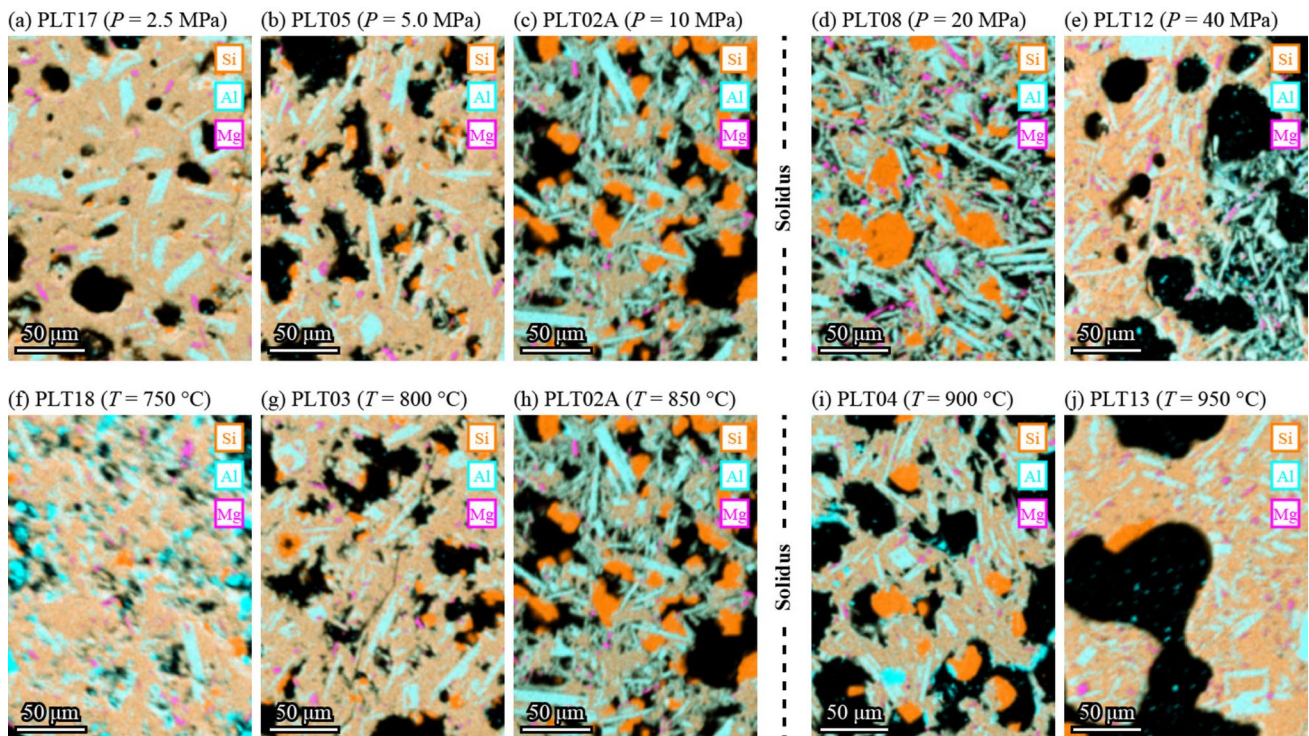 (a) PLT17 (P = 2.5 MPa)
(b) PLT05 (P = 5.0 MPa)
(c) PLT02A (P = 10 MPa)
(d) PLT08 (P = 20 MPa)
(e) PLT12 (P = 40 MPa)
Si
Al
Mg
50 µm
Si
Al
Mg
50 µm
Si
Al
Mg
50 µm
Solidus
Si
Al
Mg
50 µm
Si
Al
Mg
50 µm
(f) PLT18 (T = 750 °C)
(g) PLT03 (T = 800 °C)
(h) PLT02A (T = 850 °C)
(i) PLT04 (T = 900 °C)
(j) PLT13 (T = 950 °C)
Si
Al
Mg
50 µm
Si
Al
Mg
50 µm
Si
Al
Mg
50 µm
Solidus
Si
Al
Mg
50 µm
Si
Al
Mg
50 µm